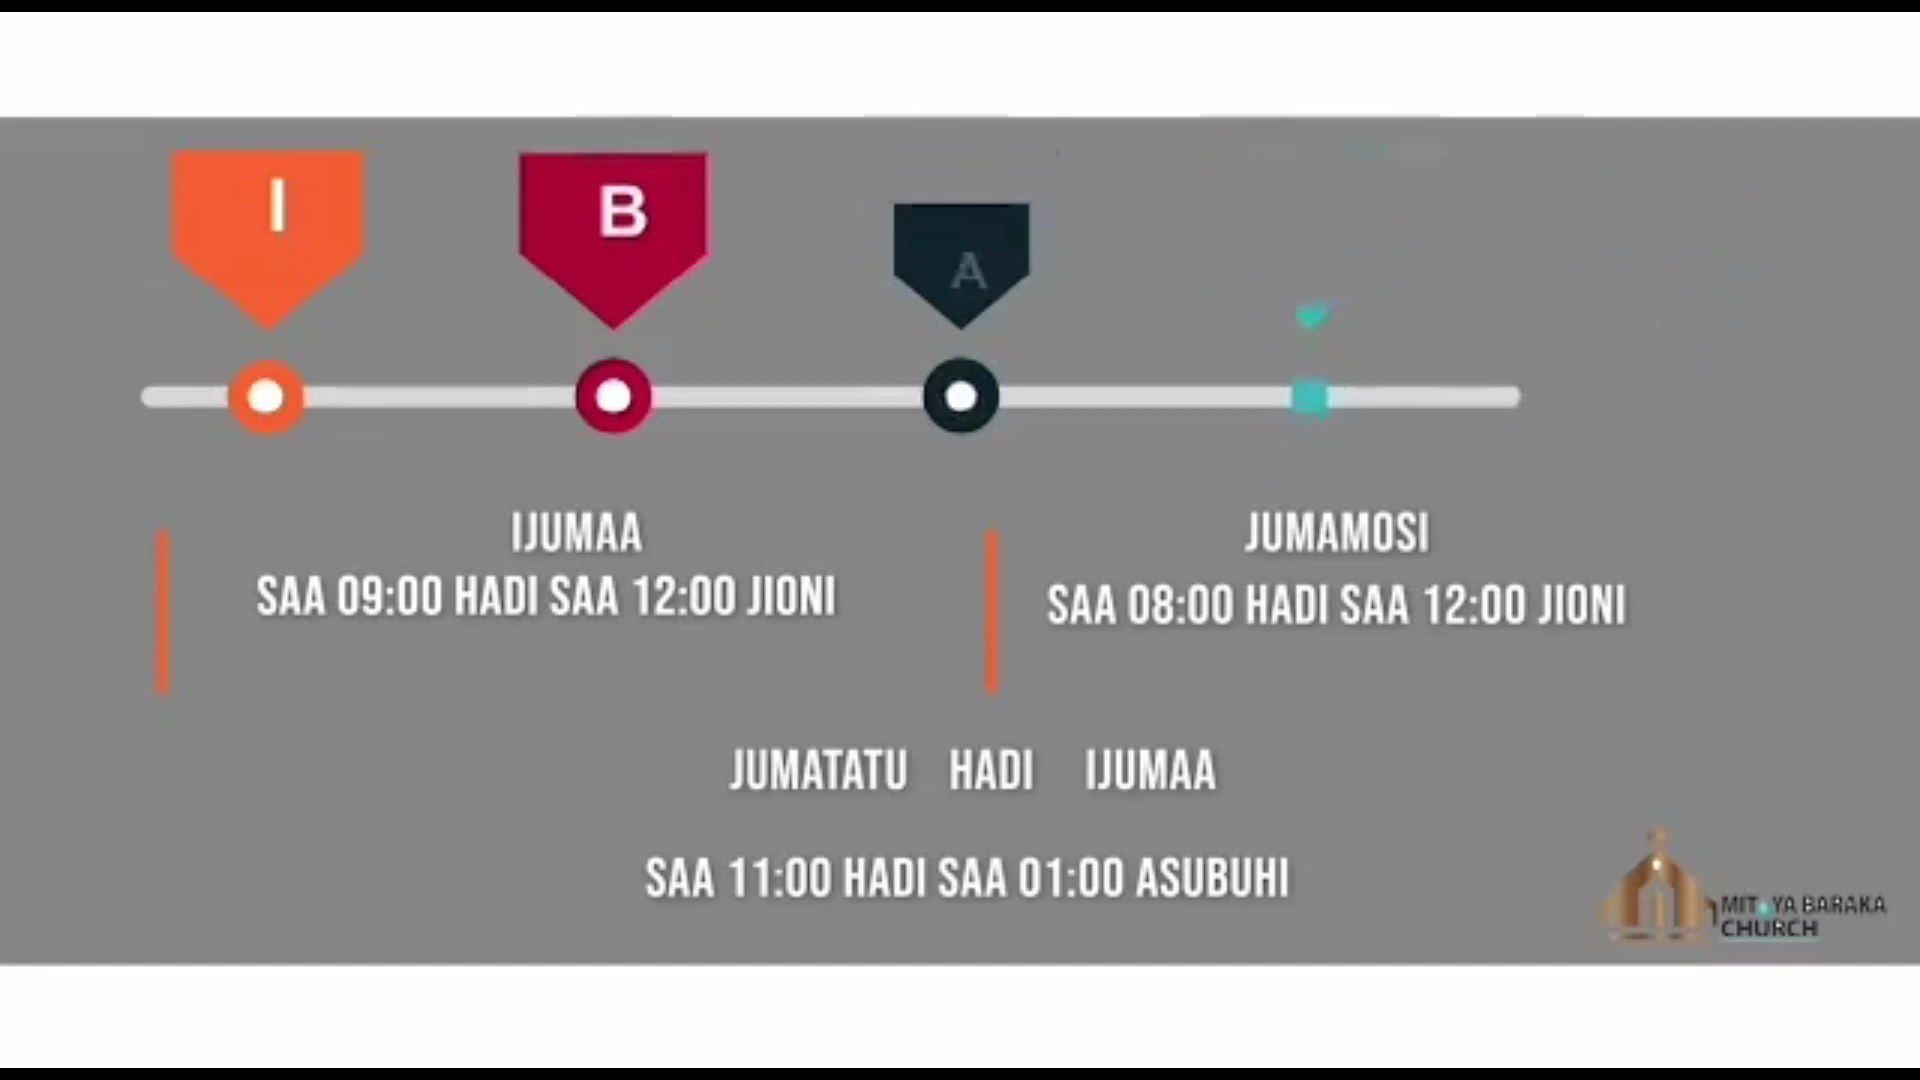 I
B
A
IJUMAA
SAA 09:00 HADI SAA 12:00 JIONI
JUMAMOSI
SAA 08:00 HADI SAA 12:00 JIONI
JUMATATU HADI IJUMAA
SAA 11:00 HADI SAA 01:00 ASUBUHI
YA BARAKA
CHURCH